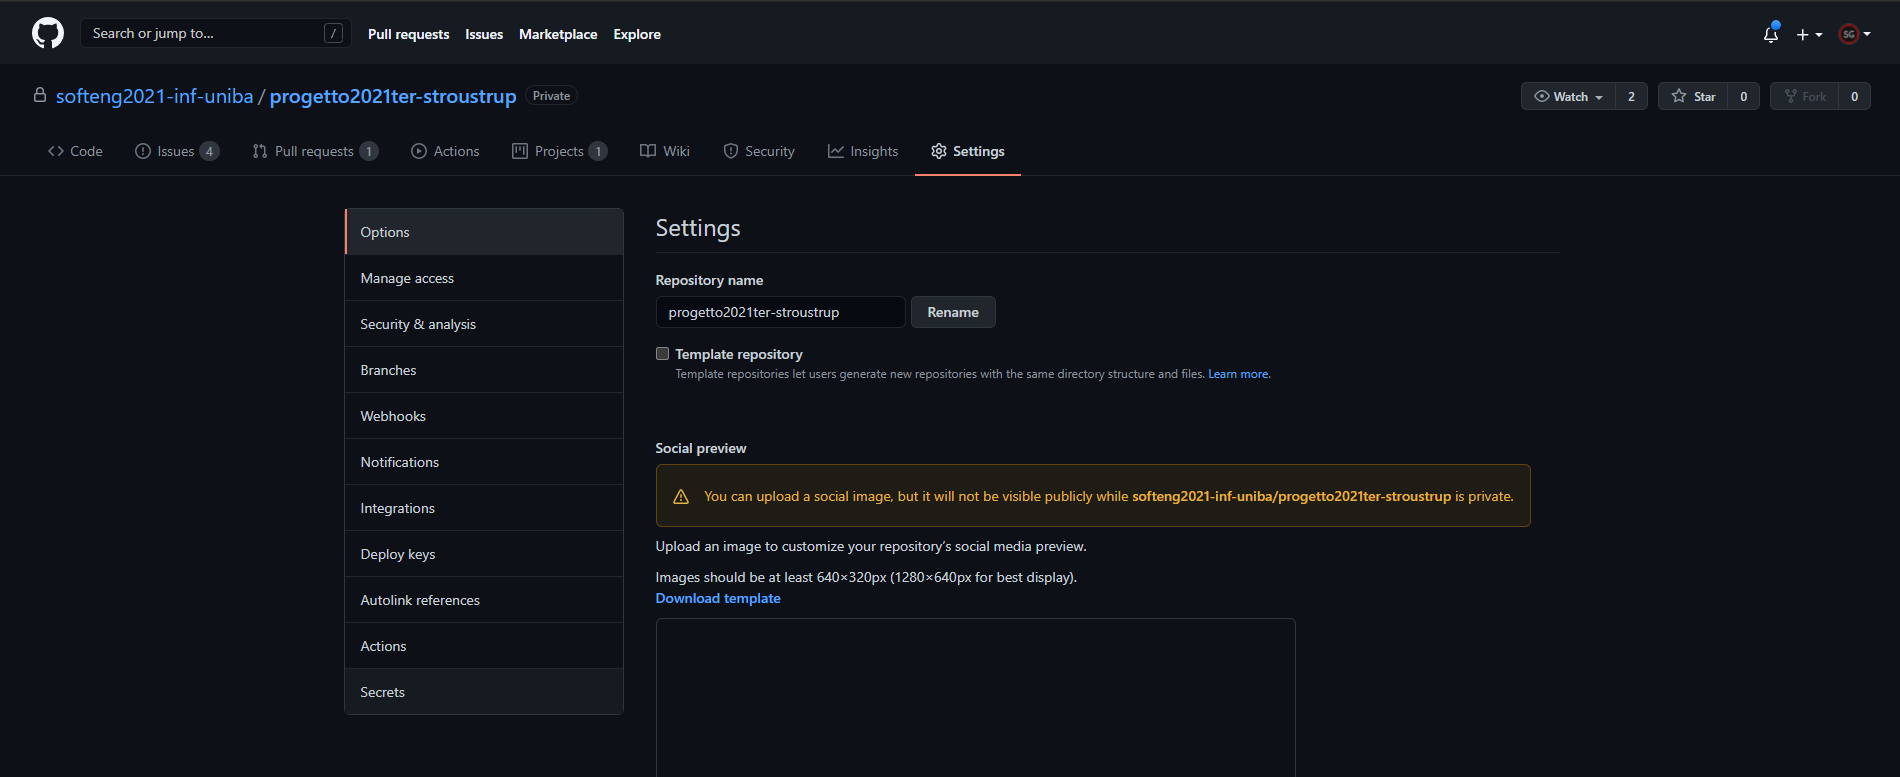 Search or jump to... /
Pull requests Issues Marketplace Explore
SG
softeng2021-inf-uniba / progetto2021ter-stroustrup Private
Watch 2 Star 0 Fork 0
Code Issues 4 Pull requests 1 Actions Projects 1 Wiki Security Insights Settings
Options
Manage access
Security & analysis
Branches
Webhooks
Notifications
Integrations
Deploy keys
Autolink references
Actions
Secrets
Settings
Repository name
progetto2021ter-stroustrup Rename
Template repository
Template repositories let users generate new repositories with the same directory structure and files. Learn more.
Social preview
You can upload a social image, but it will not be visible publicly while softeng2021-inf-uniba/progetto2021ter-stroustrup is private.
Upload an image to customize your repository’s social media preview.
Images should be at least 640×320px (1280×640px for best display).
Download template